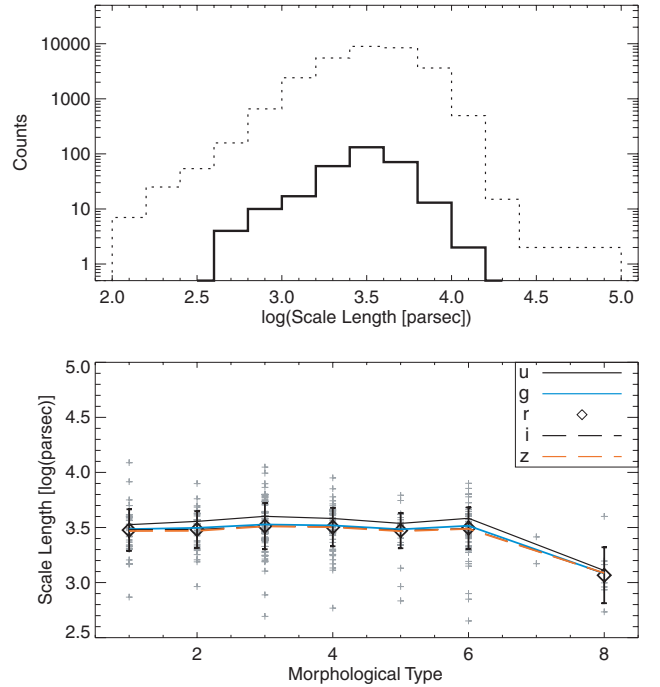 10000
1000
100
10
1
Counts
2.0 2.5 3.0 3.5 4.0 4.5 5.0
log(Scale Length [parsec])
5.0
4.5
4.0
3.5
3.0
2.5
Scale Length [log(parsec)]
u
g
r
i
z
2 4 6 8
Morphological Type